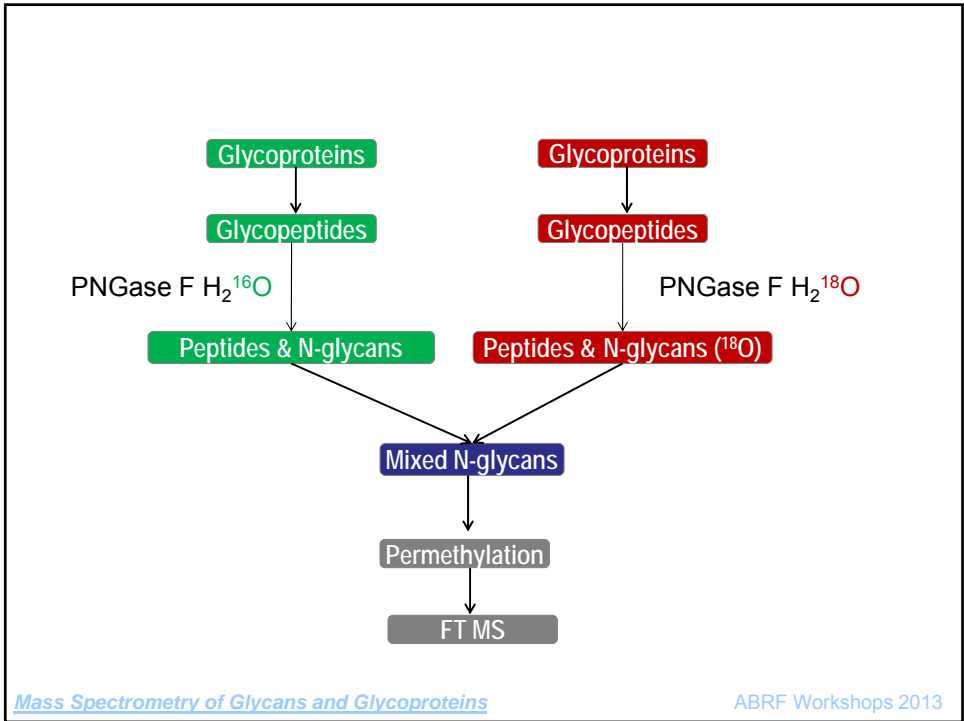 Glycoproteins Glycoproteins
Glycopeptides Glycopeptides
PNGase F H₂¹⁶O PNGase F H₂¹⁸O
Peptides & N-glycans Peptides & N-glycans (¹⁸O)
Mixed N-glycans
Permethylation
FT MS
Mass Spectrometry of Glycans and Glycoproteins ABRF Workshops 2013